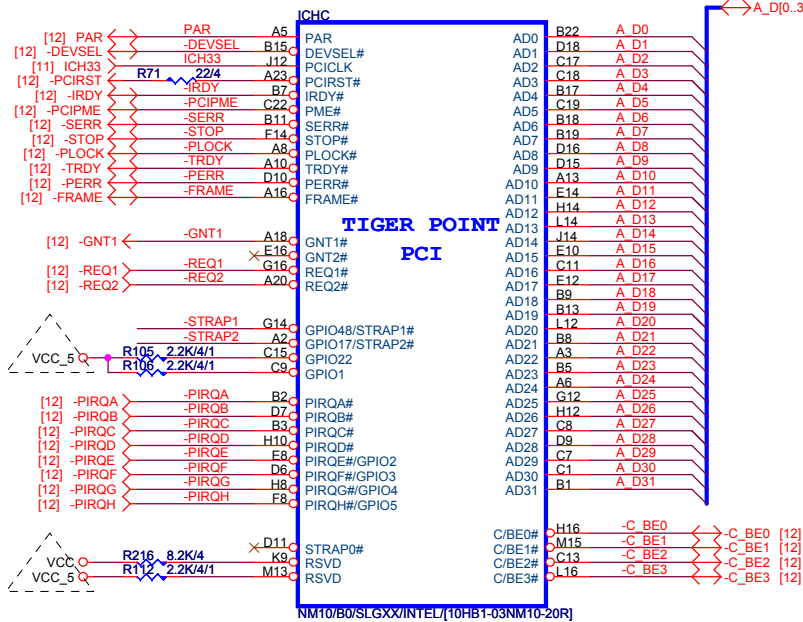 ICHC
A_D[0..3
[12] PAR PAR A5 PAR AD0 B22 A_D0
[12] -DEVSEL -DEVSEL B15 DEVSEL# AD1 D18 A_D1
[11] ICH33 ICH33 J12 PCICLK AD2 C17 A_D2
[12] -PCIRST R71 22/4 A23 PCIRST# AD3 C18 A_D3
[12] -IRDY -IRDY B7 IRDY# AD4 B17 A_D4
[12] -PCIPME -PCIPME C22 PME# AD5 C19 A_D5
[12] -SERR -SERR B11 SERR# AD6 B18 A_D6
[12] -STOP -STOP F14 STOP# AD7 B19 A_D7
[12] -PLOCK -PLOCK A8 PLOCK# AD8 D16 A_D8
[12] -TRDY -TRDY A10 TRDY# AD9 D15 A_D9
[12] -PERR -PERR D10 PERR# AD10 A13 A_D10
[12] -FRAME -FRAME A16 FRAME# AD11 E14 A_D11
AD12 H14 A_D12
TIGER POINT
AD13 L14 A_D13
[12] -GNT1 -GNT1 A18 GNT1# AD14 J14 A_D14
PCI
E16 GNT2# AD15 E10 A_D15
[12] -REQ1 -REQ1 G16 REQ1# AD16 C11 A_D16
[12] -REQ2 -REQ2 A20 REQ2# AD17 E12 A_D17
AD18 B9 A_D18
AD19 B13 A_D19
-STRAP1 G14 GPIO48/STRAP1# AD20 L12 A_D20
-STRAP2 A2 GPIO17/STRAP2# AD21 B8 A_D21
VCC_5 R105 2.2K/4/1 C15 GPIO22 AD22 A3 A_D22
R106 2.2K/4/1 C9 GPIO1 AD23 B5 A_D23
AD24 A6 A_D24
[12] -PIRQA -PIRQA B2 PIRQA# AD25 G12 A_D25
[12] -PIRQB -PIRQB D7 PIRQB# AD26 H12 A_D26
[12] -PIRQC -PIRQC B3 PIRQC# AD27 C8 A_D27
[12] -PIRQD -PIRQD H10 PIRQD# AD28 D9 A_D28
[12] -PIRQE -PIRQE E8 PIRQE#/GPIO2 AD29 C7 A_D29
[12] -PIRQF -PIRQF D6 PIRQF#/GPIO3 AD30 C1 A_D30
[12] -PIRQG -PIRQG H8 PIRQG#/GPIO4 AD31 B1 A_D31
[12] -PIRQH -PIRQH F8 PIRQH#/GPIO5
C/BE0# H16 -C_BE0 -C_BE0 [12]
D11 STRAP0# C/BE1# M15 -C_BE1 -C_BE1 [12]
VCC R216 8.2K/4 K9 RSVD C/BE2# C13 -C_BE2 -C_BE2 [12]
VCC_5 R112 2.2K/4/1 M13 RSVD C/BE3# L16 -C_BE3 -C_BE3 [12]
NM10/B0/SLGXX/INTEL/[10HB1-03NM10-20R]